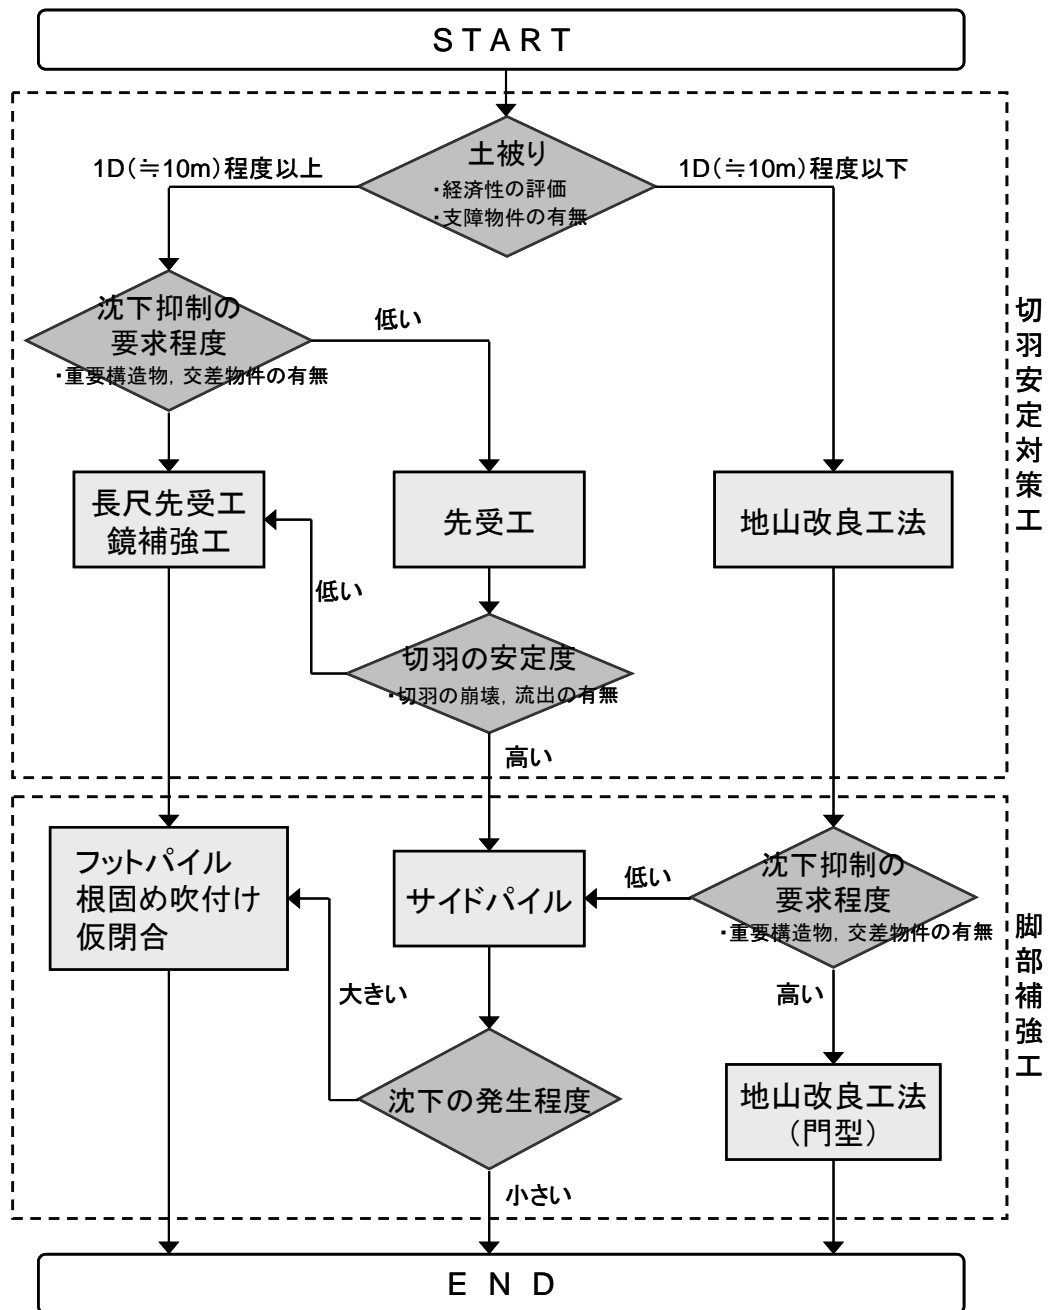 START
土被り
・経済性の評価
・支障物件の有無
1D(≒10m)程度以上
1D(≒10m)程度以下
沈下抑制の
要求程度
・重要構造物, 交差物件の有無
低い
切羽安定対策工
長尺先受工
鏡補強工
先受工
地山改良工法
低い
切羽の安定度
・切羽の崩壊, 流出の有無
高い
フットパイル
根固め吹付け
仮閉合
サイドパイル
低い
沈下抑制の
要求程度
・重要構造物, 交差物件の有無
脚部補強工
大きい
高い
沈下の発生程度
地山改良工法
(門型)
小さい
END